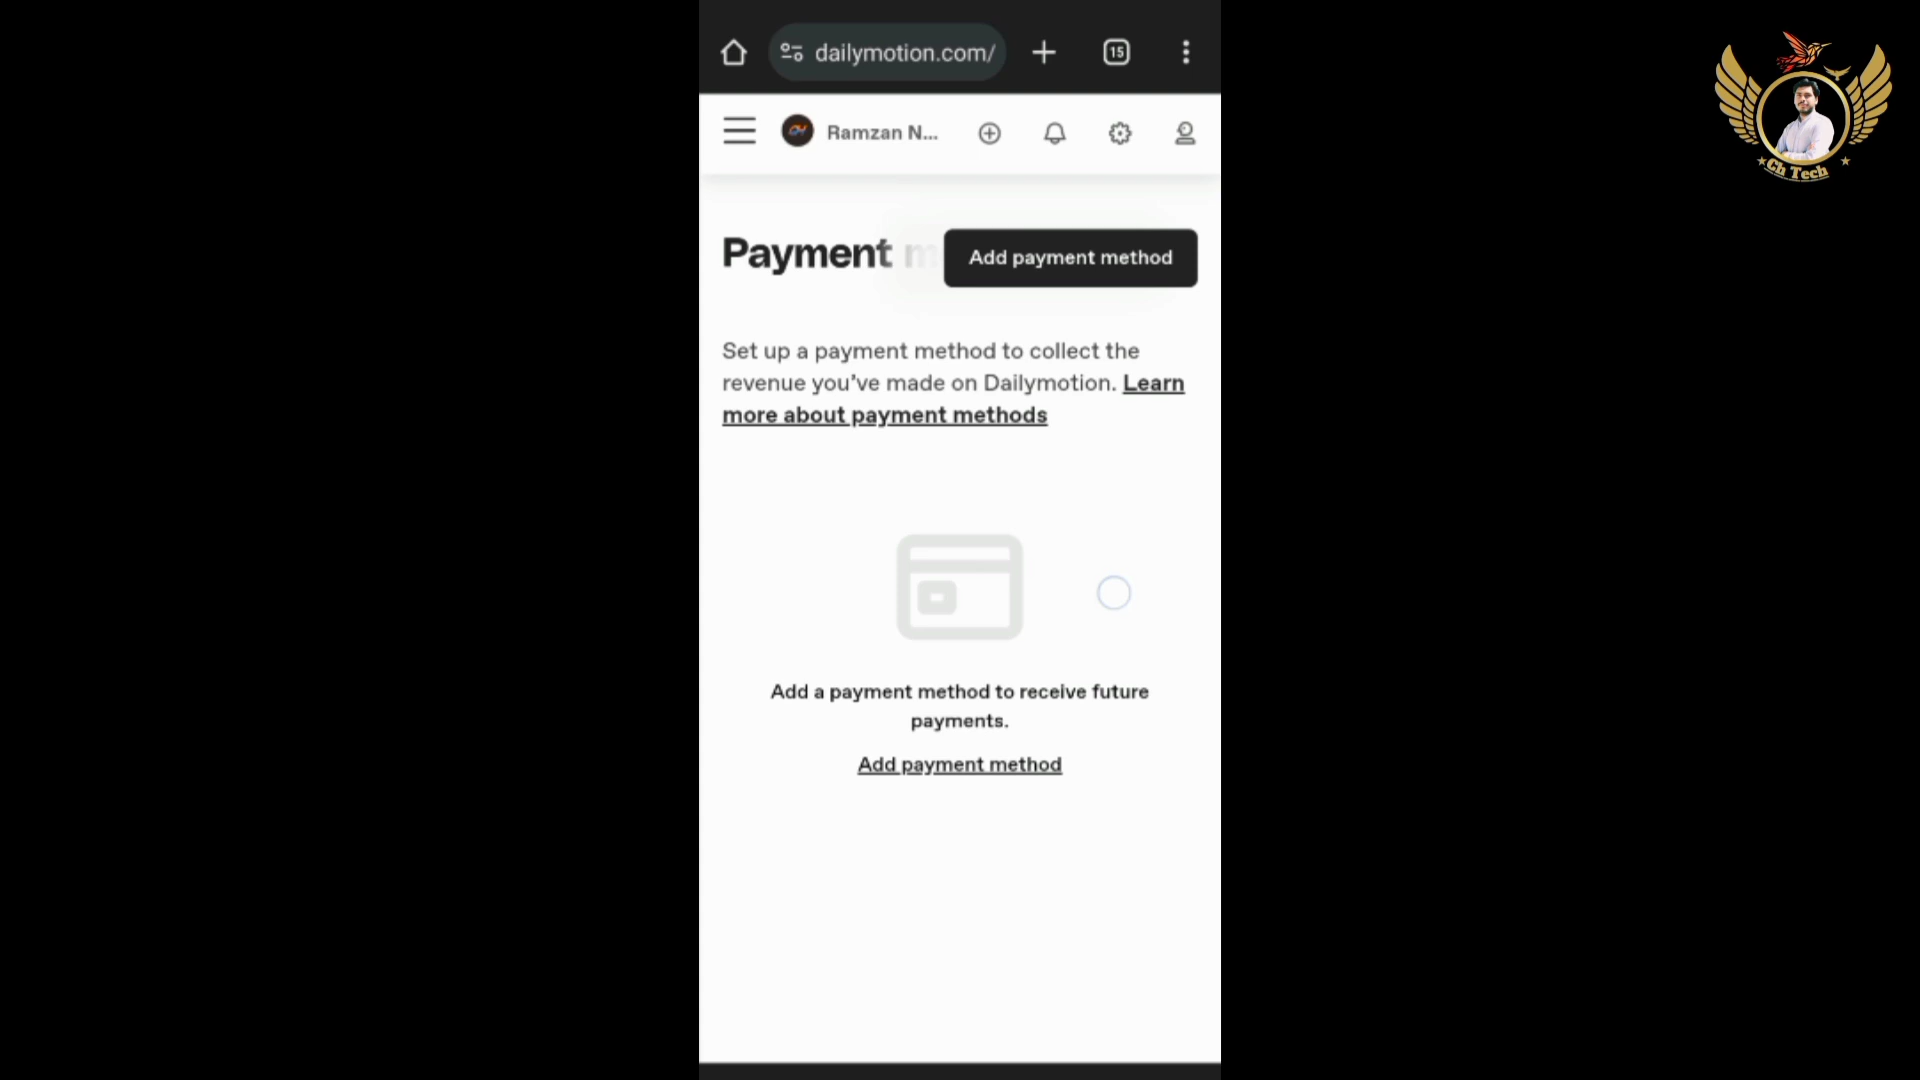 dailymotion.com/
15
Ramzan N...
Payment
Add payment method
Set up a payment method to collect the
revenue you’ve made on Dailymotion. Learn
more about payment methods
Add a payment method to receive future
payments.
Add payment method
Ch Tech